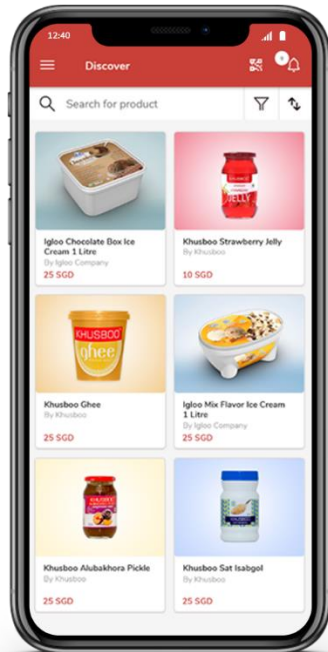 12:40
Discover
Search for product
Igloo Chocolate Box Ice
Cream 1 Litre
By Igloo Company
25 SGD
KHUSBOO
JELLY
Khusboo Strawberry Jelly
By Khusboo
10 SGD
KHUSBOO
ghee
Khusboo Ghee
By Khusboo
25 SGD
Igloo Mix Flavor Ice Cream
1 Litre
By Igloo Company
25 SGD
Khusboo Alubakhora Pickle
By Khusboo
25 SGD
KHUSBOO
Khusboo Sat Isabgol
By Khusboo
25 SGD